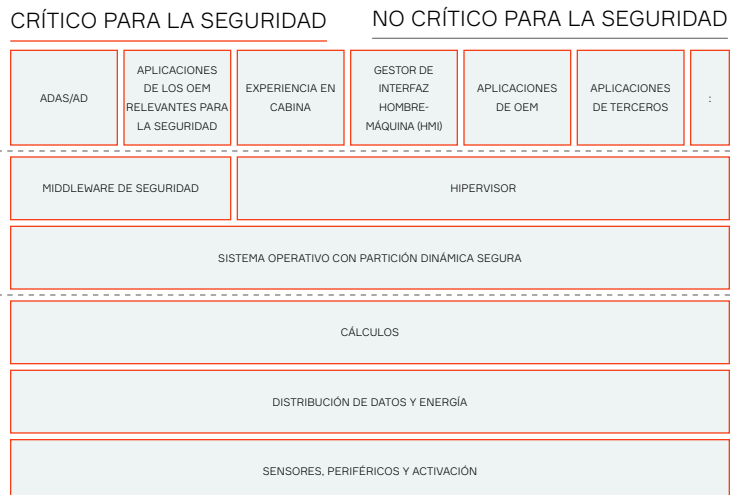 CRÍTICO PARA LA SEGURIDAD
NO CRÍTICO PARA LA SEGURIDAD
ADAS/AD
APLICACIONES
DE LOS OEM
RELEVANTES PARA
LA SEGURIDAD
EXPERIENCIA EN
CABINA
GESTOR DE
INTERFAZ
HOMBRE-
MÁQUINA (HMI)
APLICACIONES
DE OEM
APLICACIONES
DE TERCEROS
:
MIDDLEWARE DE SEGURIDAD
HIPERVISOR
SISTEMA OPERATIVO CON PARTICIÓN DINÁMICA SEGURA
CÁLCULOS
DISTRIBUCIÓN DE DATOS Y ENERGÍA
SENSORES, PERIFÉRICOS Y ACTIVACIÓN